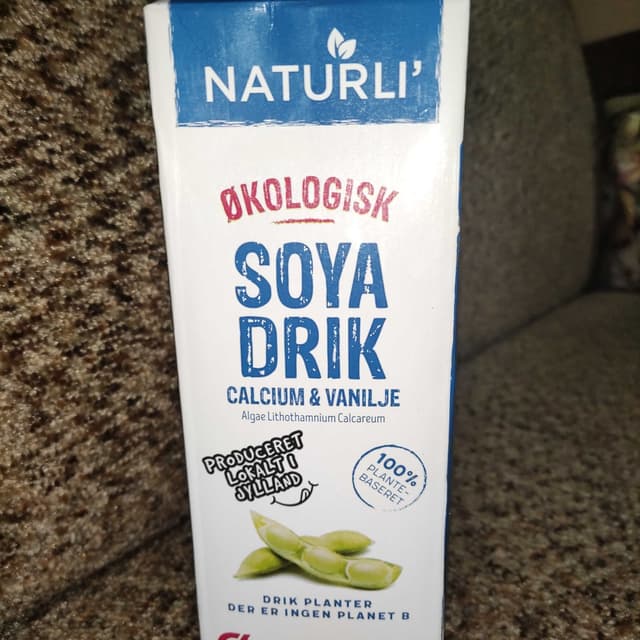 NATURLI'
ØKOLOGISK
SOYA
DRIK
CALCIUM & VANILJE
Algae Lithothamnium Calcareum
PRODUCERET
LOKALT I
JYLLAND
100%
PLANTE-
BASERET
DRIK PLANTER
DER ER INGEN PLANET B